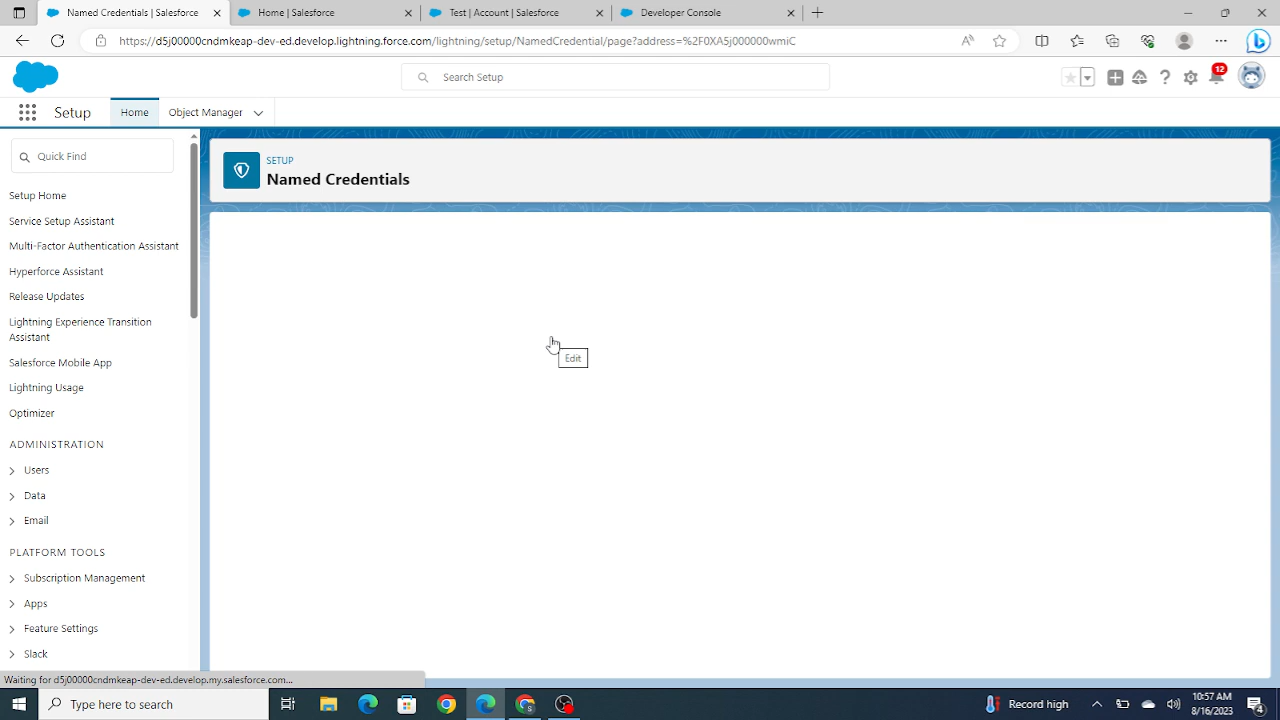 Named Credentials | Salesforce
Home | Salesforce
Test | Account | Salesforce
Developer Console
https://d5j00000cndmkeap-dev-ed.develop.lightning.force.com/lightning/setup/NamedCredential/page?address=%2F0XA5j000000wmiC
Search Setup
12
Setup
Home
Object Manager
Quick Find
SETUP
Named Credentials
Setup Home
Service Setup Assistant
Multi-Factor Authentication Assistant
Hyperforce Assistant
Release Updates
Lightning Experience Transition
Assistant
Salesforce Mobile App
Lightning Usage
Optimizer
ADMINISTRATION
Users
Data
Email
PLATFORM TOOLS
Subscription Management
Apps
Feature Settings
Slack
Edit
Waiting for d5j00000cndmkeap-dev-ed.develop.my.salesforce.com...
Type here to search
Record high
10:57 AM
8/16/2023
4